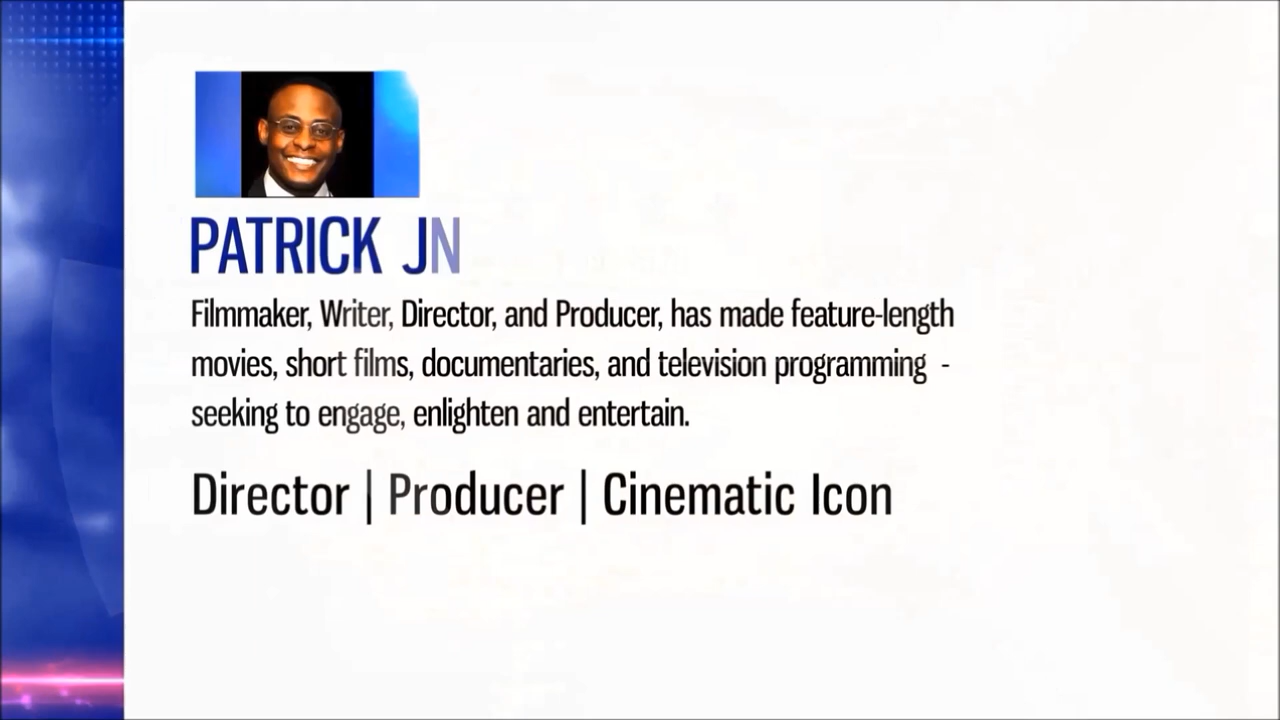 PATRICK JN
Filmmaker, Writer, Director, and Producer, has made feature-length
movies, short films, documentaries, and television programming -
seeking to engage, enlighten and entertain.
Director | Producer | Cinematic Icon